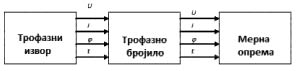 U
U
i
i
Трофазни
извор
Трофазно
бројило
Мерна
опрема
φ
φ
f
f